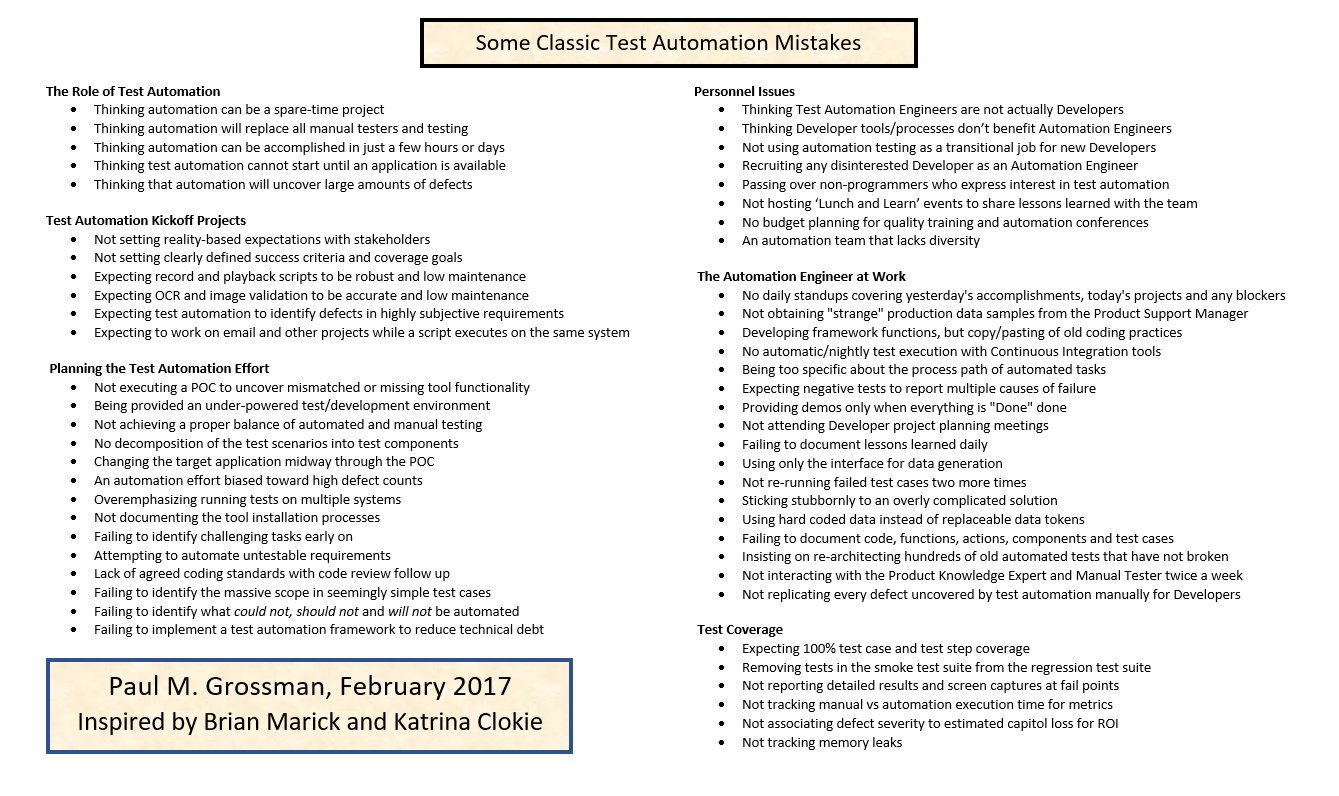 Some Classic Test Automation Mistakes
The Role of Test Automation
• Thinking automation can be a spare-time project
• Thinking automation will replace all manual testers and testing
• Thinking automation can be accomplished in just a few hours or days
• Thinking test automation cannot start until an application is available
• Thinking that automation will uncover large amounts of defects
Test Automation Kickoff Projects
• Not setting reality-based expectations with stakeholders
• Not setting clearly defined success criteria and coverage goals
• Expecting record and playback scripts to be robust and low maintenance
• Expecting OCR and image validation to be accurate and low maintenance
• Expecting test automation to identify defects in highly subjective requirements
• Expecting to work on email and other projects while a script executes on the same system
Planning the Test Automation Effort
• Not executing a POC to uncover mismatched or missing tool functionality
• Being provided an under-powered test/development environment
• Not achieving a proper balance of automated and manual testing
• No decomposition of the test scenarios into test components
• Changing the target application midway through the POC
• An automation effort biased toward high defect counts
• Overemphasizing running tests on multiple systems
• Not documenting the tool installation processes
• Failing to identify challenging tasks early on
• Attempting to automate untestable requirements
• Lack of agreed coding standards with code review follow up
• Failing to identify the massive scope in seemingly simple test cases
• Failing to identify what could not, should not and will not be automated
• Failing to implement a test automation framework to reduce technical debt
Paul M. Grossman, February 2017
Inspired by Brian Marick and Katrina Clokie
Personnel Issues
• Thinking Test Automation Engineers are not actually Developers
• Thinking Developer tools/processes don’t benefit Automation Engineers
• Not using automation testing as a transitional job for new Developers
• Recruiting any disinterested Developer as an Automation Engineer
• Passing over non-programmers who express interest in test automation
• Not hosting ‘Lunch and Learn’ events to share lessons learned with the team
• No budget planning for quality training and automation conferences
• An automation team that lacks diversity
The Automation Engineer at Work
• No daily standups covering yesterday's accomplishments, today's projects and any blockers
• Not obtaining "strange" production data samples from the Product Support Manager
• Developing framework functions, but copy/pasting of old coding practices
• No automatic/nightly test execution with Continuous Integration tools
• Being too specific about the process path of automated tasks
• Expecting negative tests to report multiple causes of failure
• Providing demos only when everything is "Done" done
• Not attending Developer project planning meetings
• Failing to document lessons learned daily
• Using only the interface for data generation
• Not re-running failed test cases two more times
• Sticking stubbornly to an overly complicated solution
• Using hard coded data instead of replaceable data tokens
• Failing to document code, functions, actions, components and test cases
• Insisting on re-architecting hundreds of old automated tests that have not broken
• Not interacting with the Product Knowledge Expert and Manual Tester twice a week
• Not replicating every defect uncovered by test automation manually for Developers
Test Coverage
• Expecting 100% test case and test step coverage
• Removing tests in the smoke test suite from the regression test suite
• Not reporting detailed results and screen captures at fail points
• Not tracking manual vs automation execution time for metrics
• Not associating defect severity to estimated capitol loss for ROI
• Not tracking memory leaks